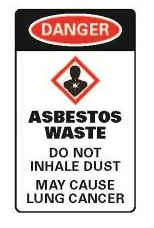 DANGER
ASBESTOS
WASTE
DO NOT
INHALE DUST
MAY CAUSE
LUNG CANCER